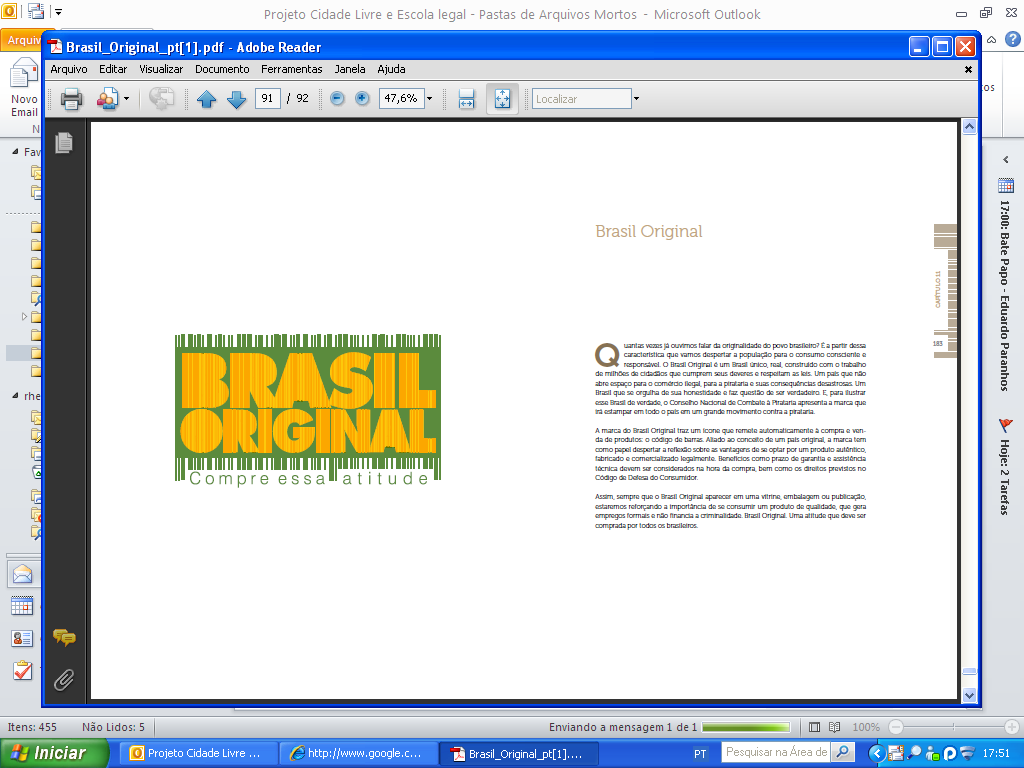 Projeto Cidade Livre e Escola legal - Pastas de Arquivos Mortos - Microsoft Outlook
Arquiv
Novo
Email
N
Fav
rhe
Brasil_Original_pt[1].pdf - Adobe Reader
Arquivo Editar Visualizar Documento Ferramentas Janela Ajuda
91 / 92 47,6% Localizar
Brasil Original
CAPÍTULO 11
183
BRASIL
ORIGINAL
Compre essa atitude
Quantas vezes já ouvimos falar da originalidade do povo brasileiro? É a partir dessa
característica que vamos despertar a população para o consumo consciente e
responsável. O Brasil Original é um Brasil único, real, construído com o trabalho
de milhões de cidadãos que cumprem seus deveres e respeitam as leis. Um país que não
abre espaço para o comércio ilegal, para a pirataria e suas consequências desastrosas. Um
Brasil que se orgulha de sua honestidade e faz questão de ser verdadeiro. E, para ilustrar
esse Brasil de verdade, o Conselho Nacional de Combate à Pirataria apresenta a marca que
irá estampar em todo o país em um grande movimento contra a pirataria.
A marca do Brasil Original traz um ícone que remete automaticamente à compra e ven-
da de produtos: o código de barras. Aliado ao conceito de um país original, a marca tem
como papel despertar a reflexão sobre as vantagens de se optar por um produto autêntico,
fabricado e comercializado legalmente. Benefícios como prazo de garantia e assistência
técnica devem ser considerados na hora da compra, bem como os direitos previstos no
Código de Defesa do Consumidor.
Assim, sempre que o Brasil Original aparecer em uma vitrine, embalagem ou publicação,
estaremos reforçando a importância de se consumir um produto de qualidade, que gera
empregos formais e não financia a criminalidade. Brasil Original. Uma atitude que deve ser
comprada por todos os brasileiros.
tos
17:00: Bate Papo - Eduardo Paranhos
Hoje: 2 Tarefas
Itens: 455 Não Lidos: 5 Enviando a mensagem 1 de 1 100%
Iniciar Projeto Cidade Livre ... http://www.google.c... Brasil_Original_pt[1].... PT Pesquisar na Área de 17:51